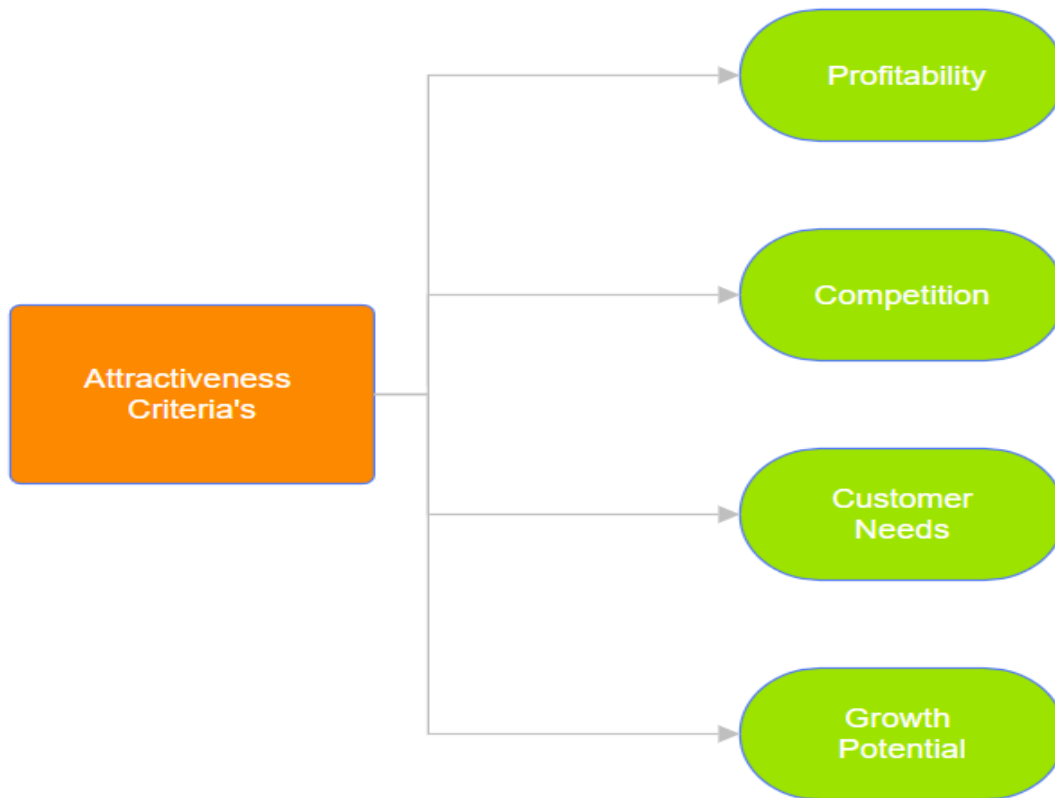 Profitability
Competition
Attractiveness
Criteria's
Customer
Needs
Growth
Potential